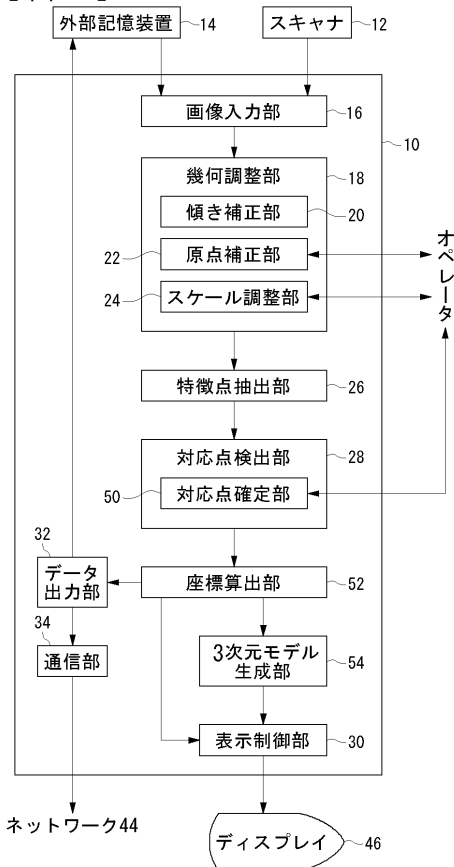 外部記憶装置 14
スキャナ 12
画像入力部 16
10
幾何調整部 18
傾き補正部 20
22 原点補正部
24 スケール調整部
オペレータ
特徴点抽出部 26
対応点検出部 28
50 対応点確定部
32
データ
出力部
座標算出部 52
34
通信部
3次元モデル
生成部 54
表示制御部 30
ネットワーク44
ディスプレイ 46